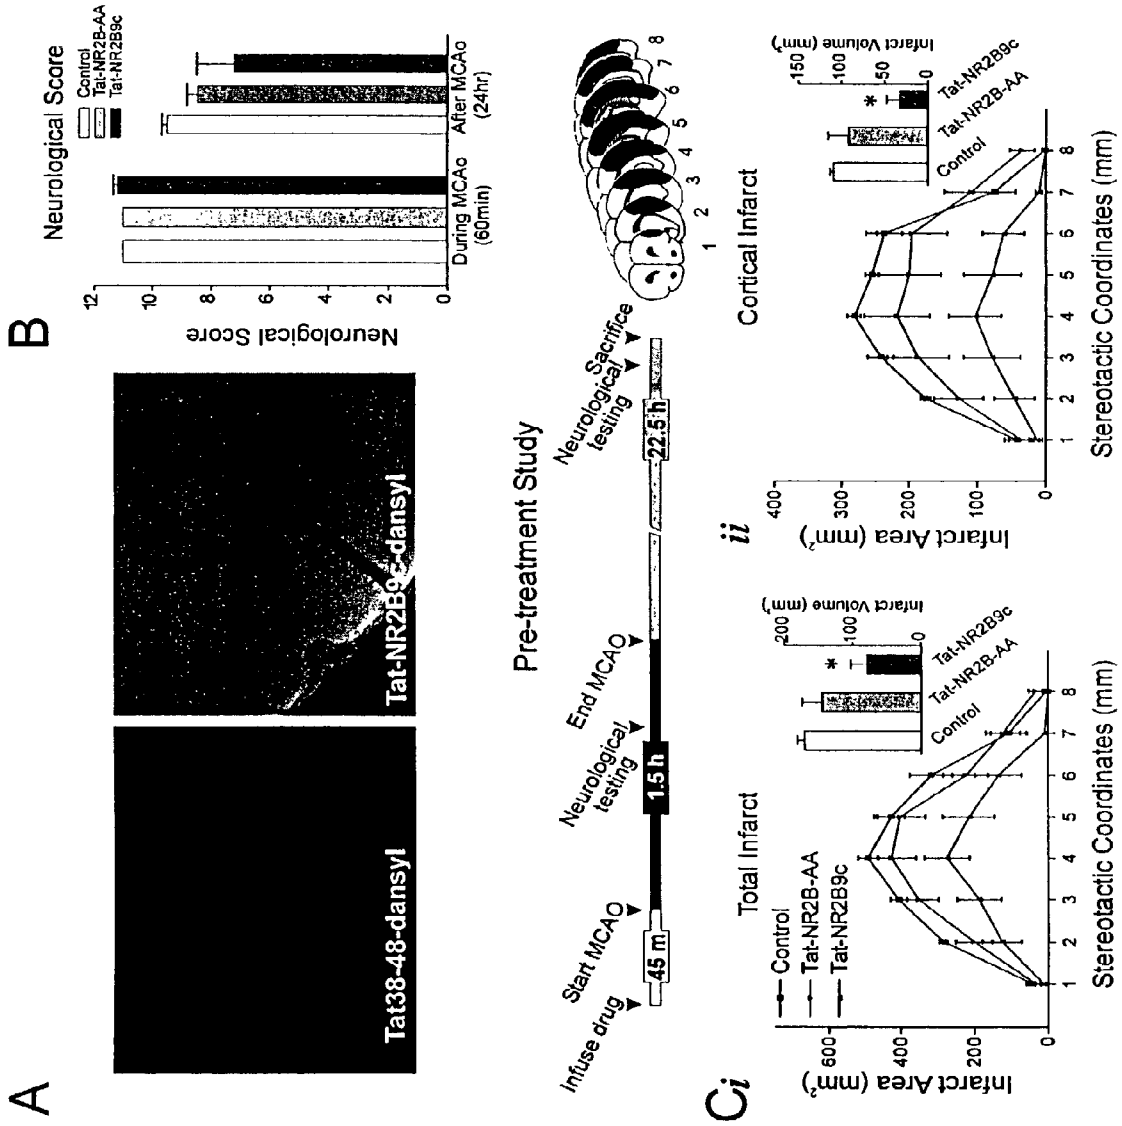 A
Tat38-48-dansyl
Tat-NR2B9c-dansyl
B
Neurological Score
Control
Tat-NR2B-AA
Tat-NR2B9c
Neurological Score
12
10
8
6
4
2
0
During MCAo
(60min)
After MCAo
(24hr)
Pre-treatment Study
Infuse drug
45 m
Start MCAO
1.5 h
Neurological
testing
End MCAO
22.5 h
Neurological
testing
Sacrifice
1 2 3 4 5 6 7 8
Ci
Total Infarct
Control
Tat-NR2B-AA
Tat-NR2B9c
Infarct Area (mm²)
600
400
200
0
1 2 3 4 5 6 7 8
Stereotactic Coordinates (mm)
Infarct Volume (mm³)
200
100
0
*
Control
Tat-NR2B-AA
Tat-NR2B9c
ii
Cortical Infarct
Infarct Area (mm²)
400
300
200
100
0
1 2 3 4 5 6 7 8
Stereotactic Coordinates (mm)
Infarct Volume (mm³)
150
100
50
0
*
Control
Tat-NR2B-AA
Tat-NR2B9c